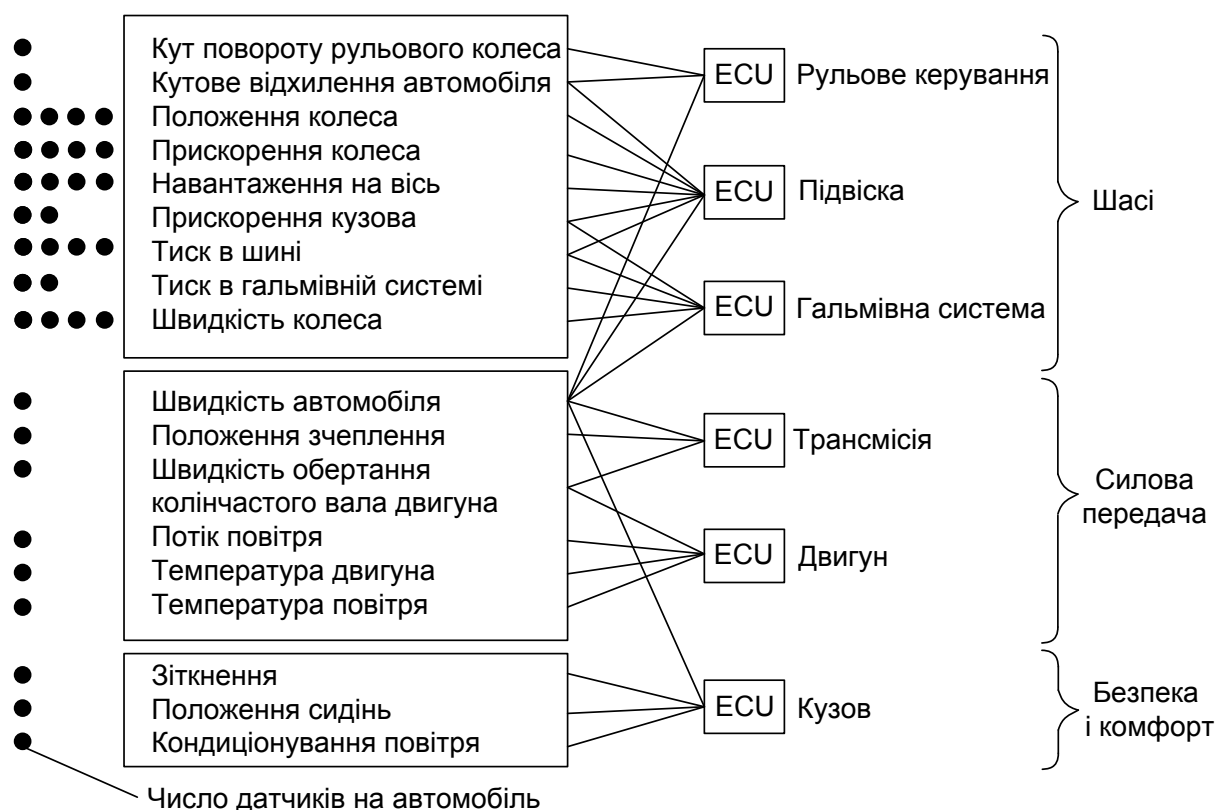 Кут повороту рульового колеса
Кутове відхилення автомобіля
Положення колеса
Прискорення колеса
Навантаження на вісь
Прискорення кузова
Тиск в шині
Тиск в гальмівній системі
Швидкість колеса
ECU Рульове керування
ECU Підвіска
ECU Гальмівна система
Шасі
Швидкість автомобіля
Положення зчеплення
Швидкість обертання
колінчастого вала двигуна
Потік повітря
Температура двигуна
Температура повітря
ECU Трансмісія
ECU Двигун
Силова
передача
Зіткнення
Положення сидінь
Кондиціонування повітря
ECU Кузов
Безпека
і комфорт
Число датчиків на автомобіль